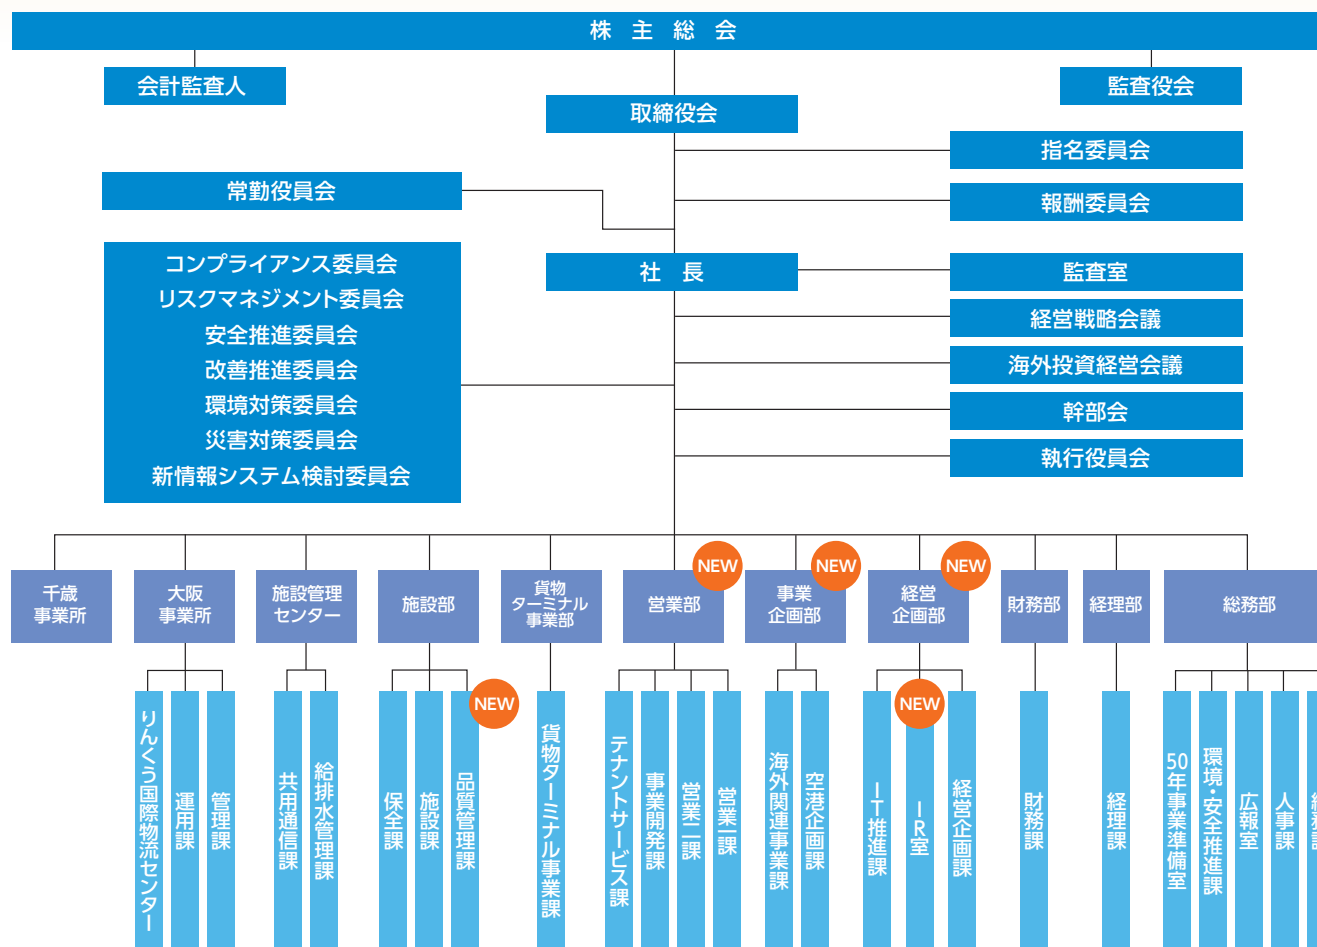 株主総会
会計監査人
監査役会
取締役会
指名委員会
常勤役員会
報酬委員会
コンプライアンス委員会
リスクマネジメント委員会
安全推進委員会
改善推進委員会
環境対策委員会
災害対策委員会
新情報システム検討委員会
社長
監査室
経営戦略会議
海外投資経営会議
幹部会
執行役員会
NEW
NEW
NEW
千歳
事業所
大阪
事業所
施設管理
センター
施設部
貨物
ターミナル
事業部
営業部
事業
企画部
経営
企画部
財務部
経理部
総務部
NEW
NEW
りんくう国際物流センター
運用課
管理課
共用通信課
給排水管理課
保全課
施設課
品質管理課
貨物ターミナル事業課
テナントサービス課
事業開発課
営業二課
営業一課
海外関連事業課
空港企画課
IT推進課
IR室
経営企画課
財務課
経理課
50年事業準備室
環境・安全推進課
広報室
人事課